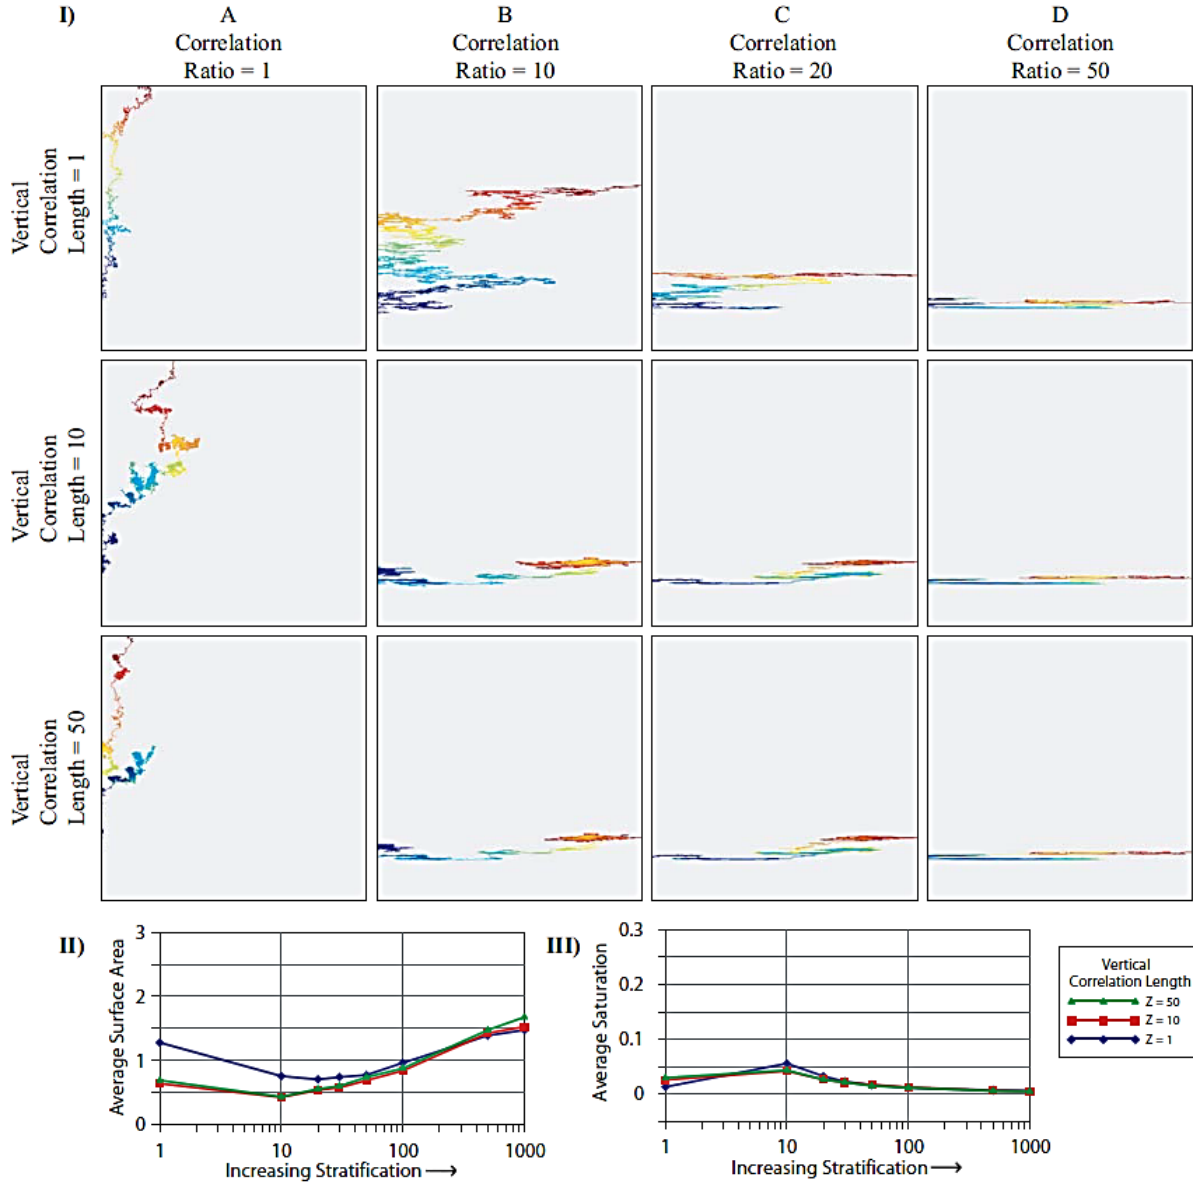 I)
A
Correlation
Ratio = 1
B
Correlation
Ratio = 10
C
Correlation
Ratio = 20
D
Correlation
Ratio = 50
Vertical
Correlation
Length = 1
Vertical
Correlation
Length = 10
Vertical
Correlation
Length = 50
II)
Average Surface Area
3
2
1
0
1
10
100
1000
Increasing Stratification →
III)
Average Saturation
0.3
0.2
0.1
0
1
10
100
1000
Increasing Stratification →
Vertical
Correlation Length
Z = 50
Z = 10
Z = 1